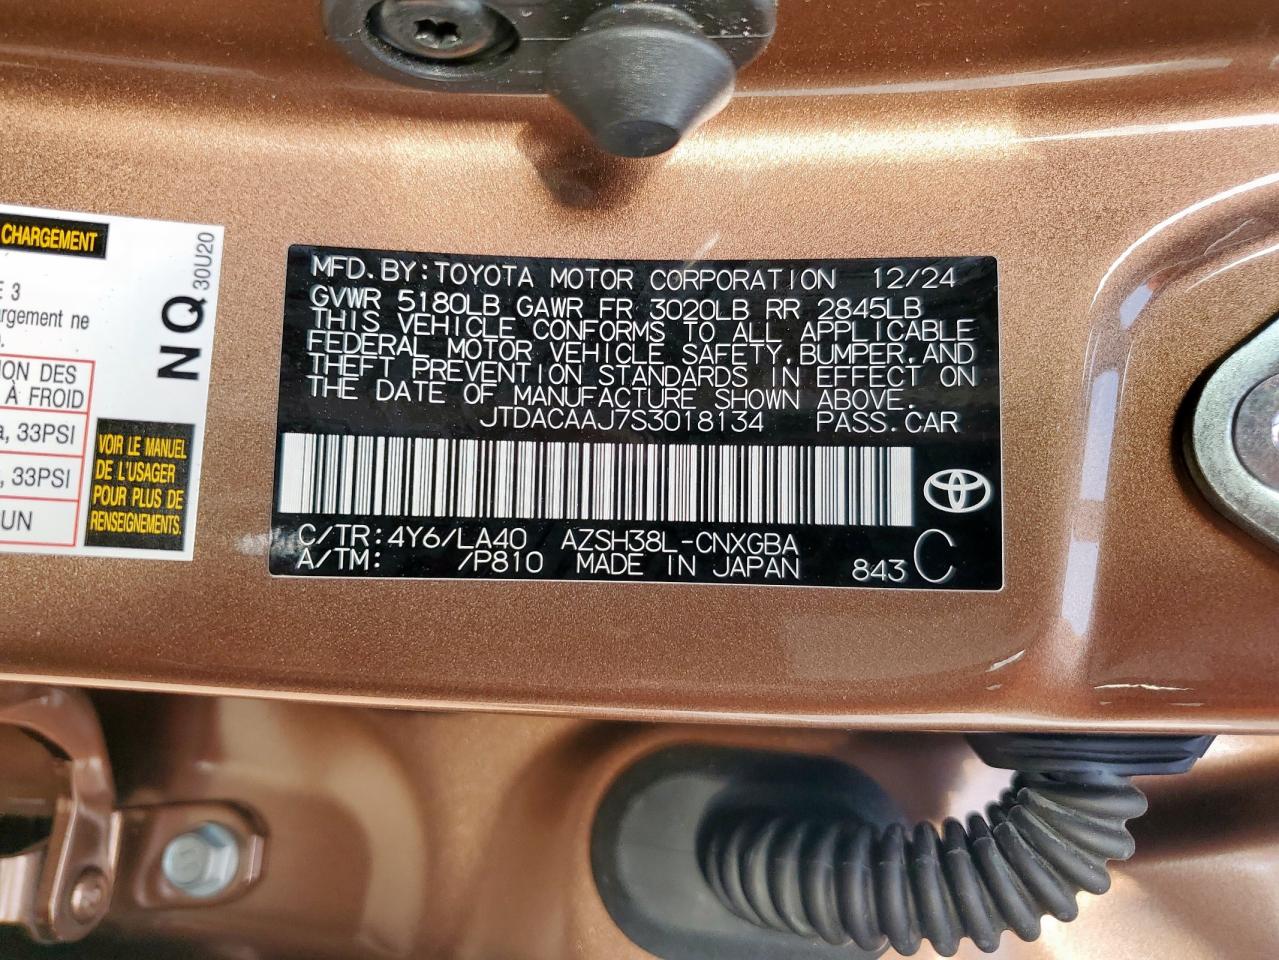 CHARGEMENT
E 3
argement ne
ION DES
À FROID
a, 33PSI
, 33PSI
UN
VOIR LE MANUEL
DE L'USAGER
POUR PLUS DE
RENSEIGNEMENTS.
NQ
30U20
MFD.BY:TOYOTA MOTOR CORPORATION 12/24
GVWR 5180LB GAWR FR 3020LB RR 2845LB
THIS VEHICLE CONFORMS TO ALL APPLICABLE
FEDERAL MOTOR VEHICLE SAFETY,BUMPER,AND
THEFT PREVENTION STANDARDS IN EFFECT ON
THE DATE OF MANUFACTURE SHOWN ABOVE.
JTDACAAJ7S3018134 PASS.CAR
C/TR:4Y6/LA40 AZSH38L-CNXGBA
A/TM: /P810 MADE IN JAPAN 843 C